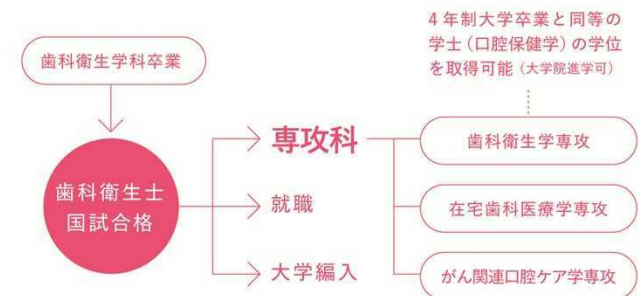 歯科衛生学科卒業
歯科衛生士
国試合格
専攻科
就職
大学編入
4年制大学卒業と同等の
学士(口腔保健学)の学位
を取得可能(大学院進学可)
歯科衛生学専攻
在宅歯科医療学専攻
がん関連口腔ケア学専攻